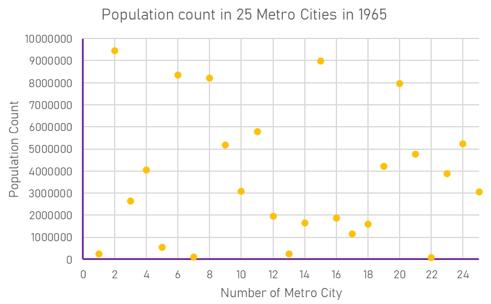 Population count in 25 Metro Cities in 1965
10000000
9000000
8000000
7000000
6000000
5000000
4000000
3000000
2000000
1000000
0
Population Count
0 2 4 6 8 10 12 14 16 18 20 22 24
Number of Metro City